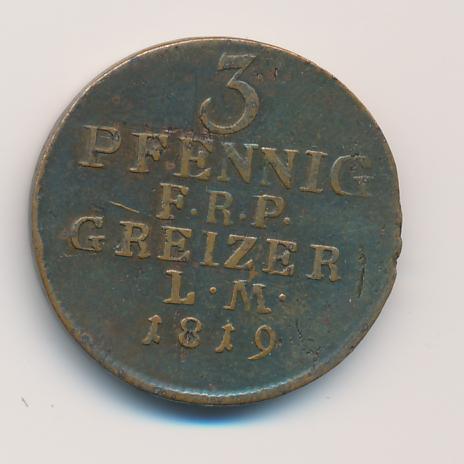 3
PFENNIG
F.R.P.
GREIZER
L·M·
1819